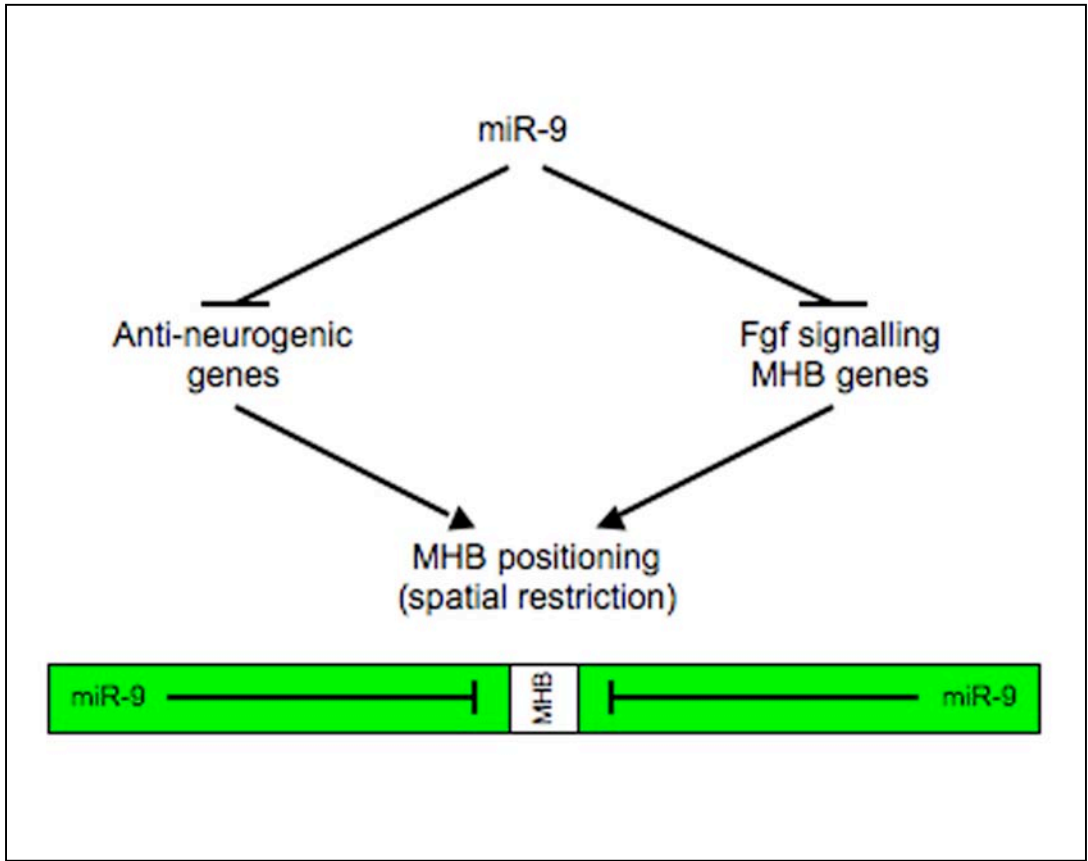 miR-9
Anti-neurogenic
genes
Fgf signalling
MHB genes
MHB positioning
(spatial restriction)
miR-9
MHB
miR-9